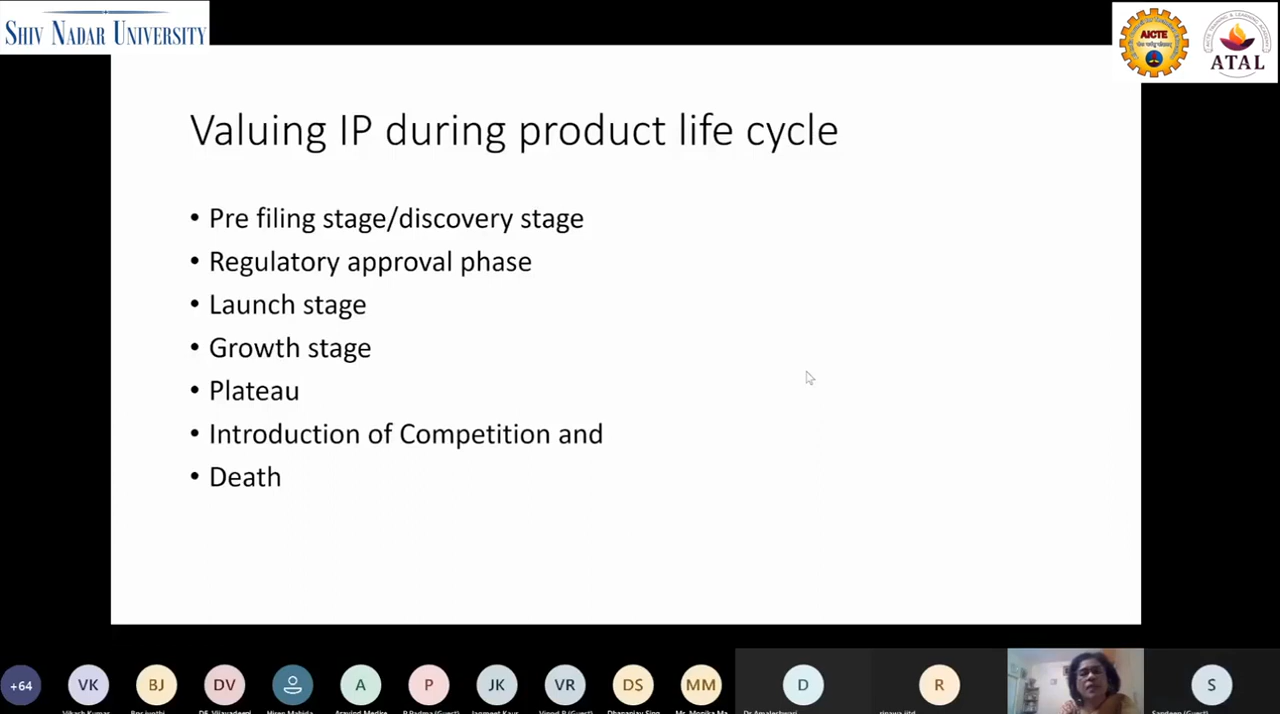 SHIV NADAR UNIVERSITY
AICTE
ATAL
Valuing IP during product life cycle
• Pre filing stage/discovery stage
• Regulatory approval phase
• Launch stage
• Growth stage
• Plateau
• Introduction of Competition and
• Death
+64
VK
BJ
DV
A
P
JK
VR
DS
MM
D
R
S